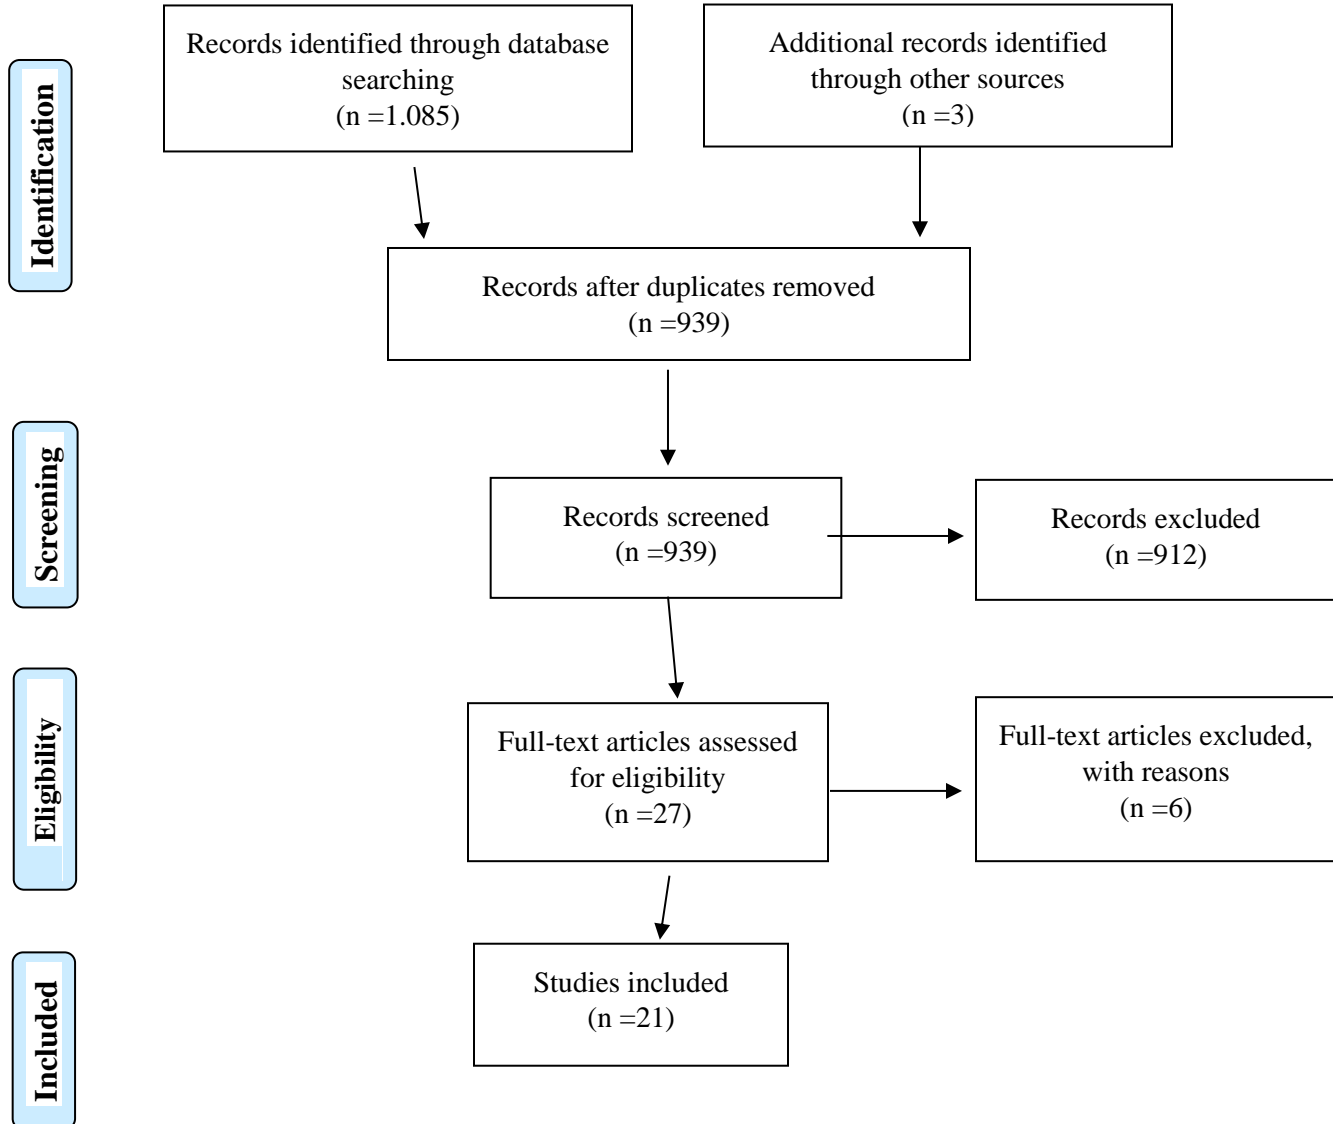 Identification
Records identified through database
searching
(n =1.085)
Additional records identified
through other sources
(n =3)
Records after duplicates removed
(n =939)
Screening
Records screened
(n =939)
Records excluded
(n =912)
Eligibility
Full-text articles assessed
for eligibility
(n =27)
Full-text articles excluded,
with reasons
(n =6)
Included
Studies included
(n =21)